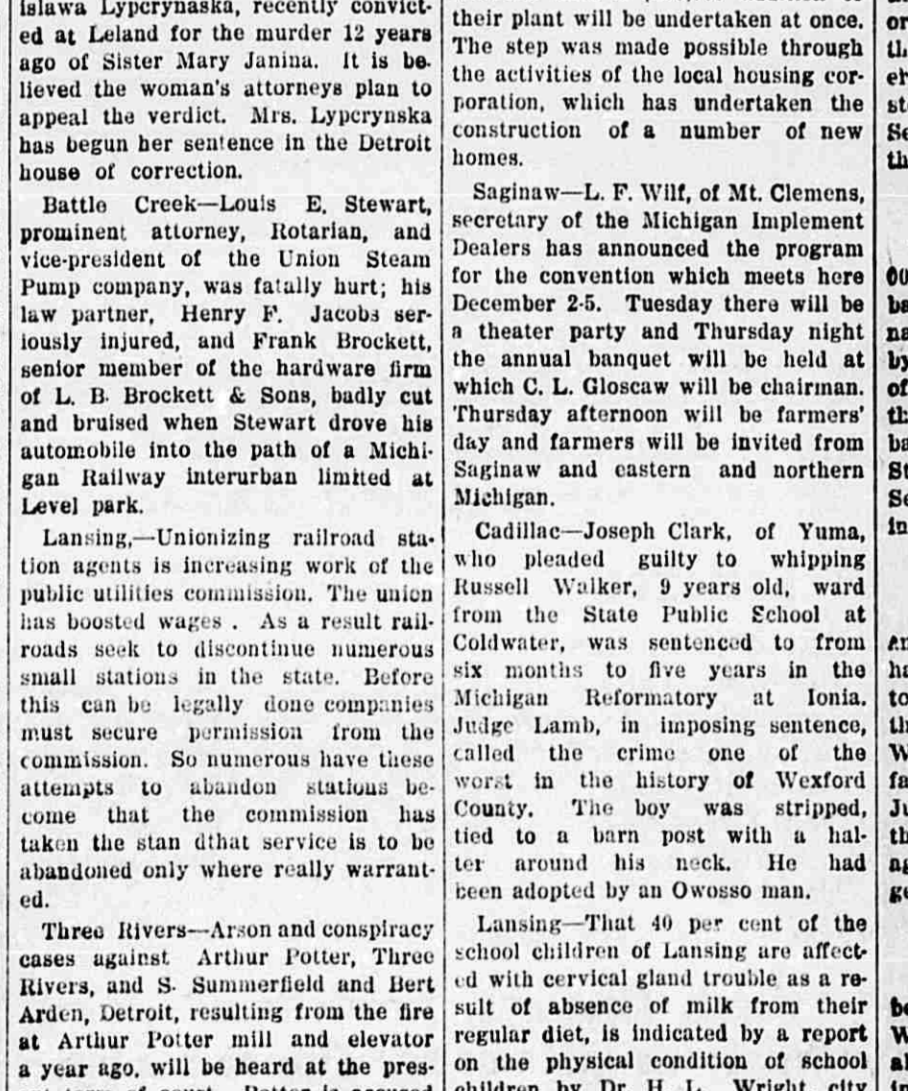 islawa Lypcrynaska, recently convict-
ed at Leland for the murder 12 years
ago of Sister Mary Janina. It is be-
lieved the woman's attorneys plan to
appeal the verdict. Mrs. Lypcrynska
has begun her sentence in the Detroit
house of correction.
Battle Creek—Louis E. Stewart,
prominent attorney, Rotarian, and
vice-president of the Union Steam
Pump company, was fatally hurt; his
law partner, Henry F. Jacobs ser-
iously injured, and Frank Brockett,
senior member of the hardware firm
of L. B. Brockett & Sons, badly cut
and bruised when Stewart drove his
automobile into the path of a Michi-
gan Railway interurban limited at
Level park.
Lansing,—Unionizing railroad sta-
tion agents is increasing work of the
public utilities commission. The union
has boosted wages . As a result rail-
roads seek to discontinue numerous
small stations in the state. Before
this can be legally done companies
must secure permission from the
commission. So numerous have these
attempts to abandon stations be-
come that the commission has
taken the stan dthat service is to be
abandoned only where really warrant-
ed.
Three Rivers—Arson and conspiracy
cases against Arthur Potter, Three
Rivers, and S. Summerfield and Bert
Arden, Detroit, resulting from the fire
at Arthur Potter mill and elevator
a year ago, will be heard at the pres-
their plant will be undertaken at once.
The step was made possible through
the activities of the local housing cor-
poration, which has undertaken the
construction of a number of new
homes.
Saginaw—L. F. Wilf, of Mt. Clemens,
secretary of the Michigan Implement
Dealers has announced the program
for the convention which meets here
December 2-5. Tuesday there will be
a theater party and Thursday night
the annual banquet will be held at
which C. L. Gloscaw will be chairman.
Thursday afternoon will be farmers'
day and farmers will be invited from
Saginaw and eastern and northern
Michigan.
Cadillac—Joseph Clark, of Yuma,
who pleaded guilty to whipping
Russell Walker, 9 years old, ward
from the State Public School at
Coldwater, was sentenced to from
six months to five years in the
Michigan Reformatory at Ionia.
Judge Lamb, in imposing sentence,
called the crime one of the
worst in the history of Wexford
County. The boy was stripped,
tied to a barn post with a hal-
ter around his neck. He had
been adopted by an Owosso man.
Lansing—That 40 per cent of the
school children of Lansing are affect-
ed with cervical gland trouble as a re-
sult of absence of milk from their
regular diet, is indicated by a report
on the physical condition of school
children by Dr. H. L. Wright, city